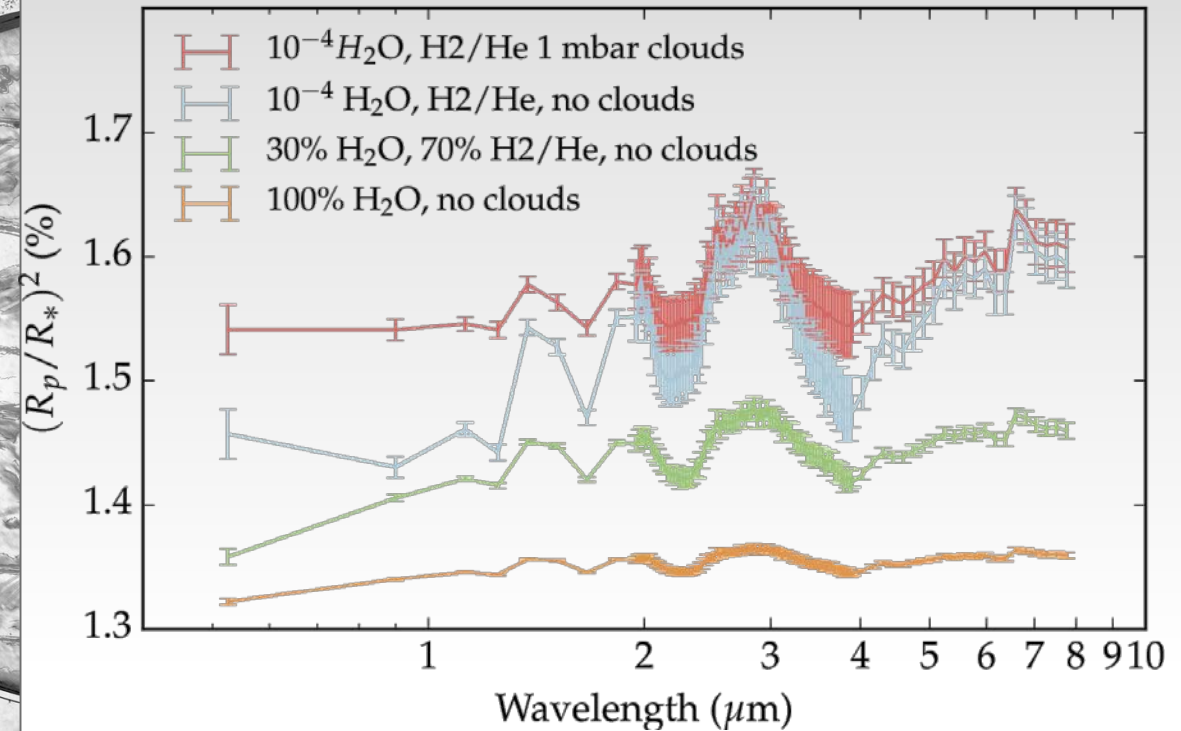 10⁻⁴H₂O, H2/He 1 mbar clouds
10⁻⁴ H₂O, H2/He, no clouds
30% H₂O, 70% H2/He, no clouds
100% H₂O, no clouds
1.7
1.6
1.5
1.4
1.3
(Rₚ/R∗)² (%)
1 2 3 4 5 6 7 8 9 10
Wavelength (μm)